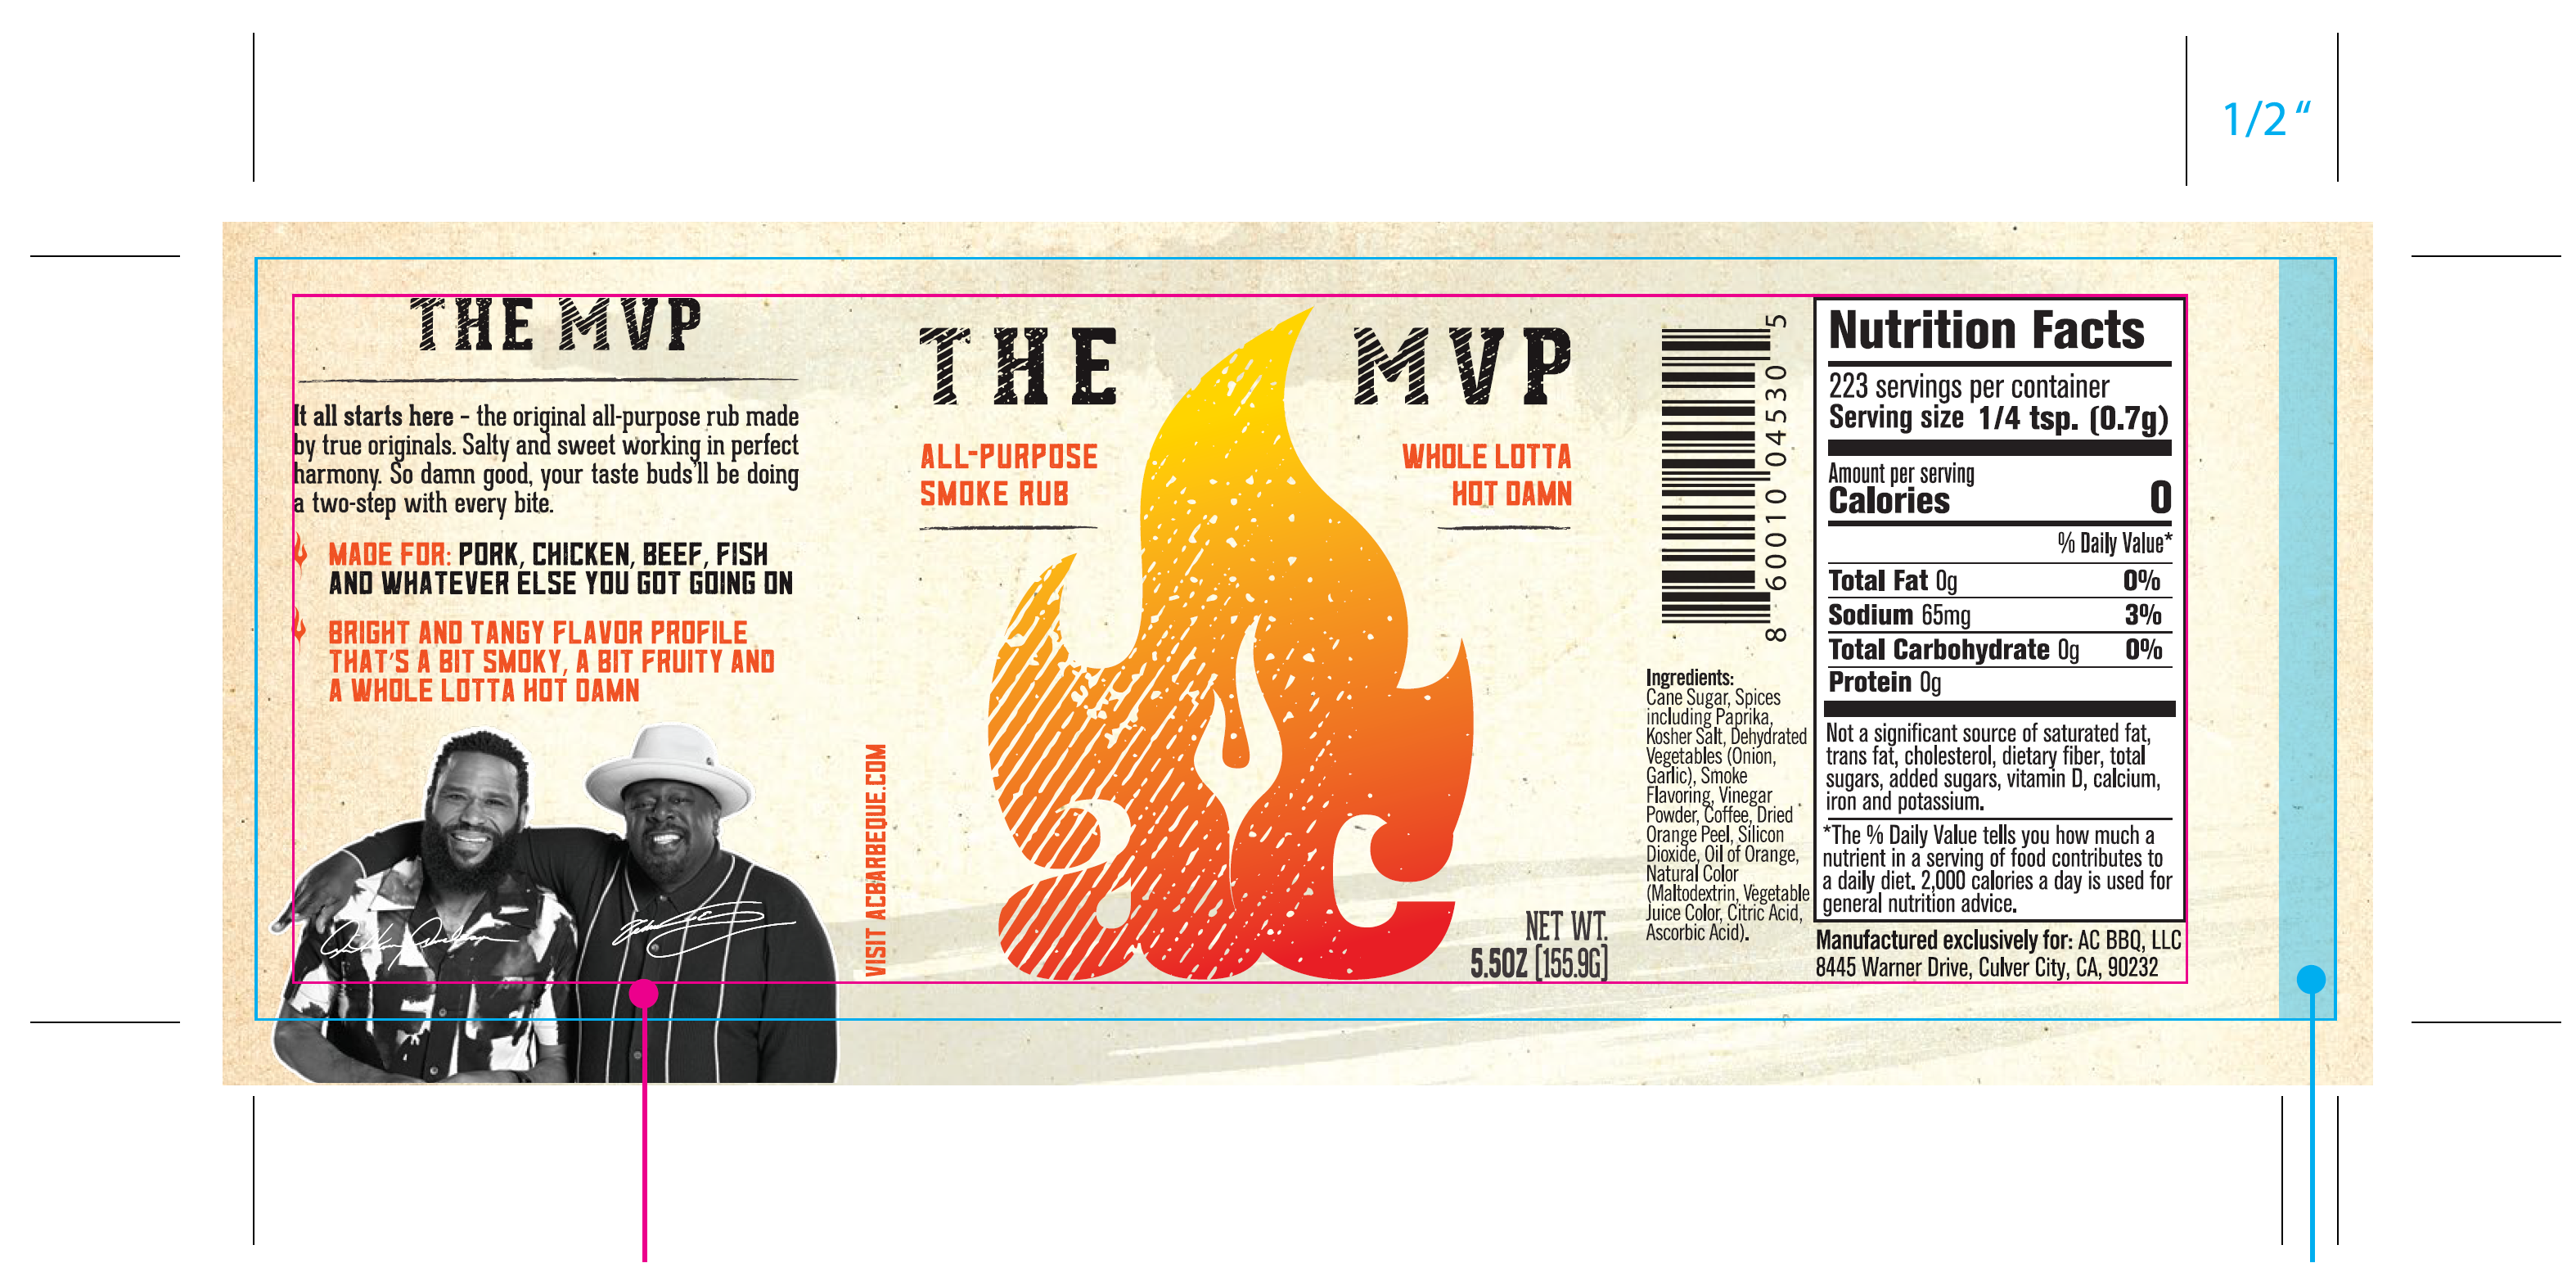 1/2“
THE MVP
It all starts here – the original all-purpose rub made
by true originals. Salty and sweet working in perfect
harmony. So damn good, your taste buds'll be doing
a two-step with every bite.
MADE FOR: PORK, CHICKEN, BEEF, FISH
AND WHATEVER ELSE YOU GOT GOING ON
BRIGHT AND TANGY FLAVOR PROFILE
THAT'S A BIT SMOKY, A BIT FRUITY AND
A WHOLE LOTTA HOT DAMN
VISIT ACBARBEQUE.COM
THE MVP
ALL-PURPOSE
SMOKE RUB
WHOLE LOTTA
HOT DAMN
ac
NET WT.
5.5OZ [155.9G]
8 60010 04530 5
Ingredients:
Cane Sugar, Spices
including Paprika,
Kosher Salt, Dehydrated
Vegetables (Onion,
Garlic), Smoke
Flavoring, Vinegar
Powder, Coffee, Dried
Orange Peel, Silicon
Dioxide, Oil of Orange,
Natural Color
(Maltodextrin, Vegetable
Juice Color, Citric Acid,
Ascorbic Acid).
Nutrition Facts
223 servings per container
Serving size 1/4 tsp. (0.7g)
Amount per serving
Calories 0
% Daily Value*
Total Fat 0g 0%
Sodium 65mg 3%
Total Carbohydrate 0g 0%
Protein 0g
Not a significant source of saturated fat,
trans fat, cholesterol, dietary fiber, total
sugars, added sugars, vitamin D, calcium,
iron and potassium.
*The % Daily Value tells you how much a
nutrient in a serving of food contributes to
a daily diet. 2,000 calories a day is used for
general nutrition advice.
Manufactured exclusively for: AC BBQ, LLC
8445 Warner Drive, Culver City, CA, 90232